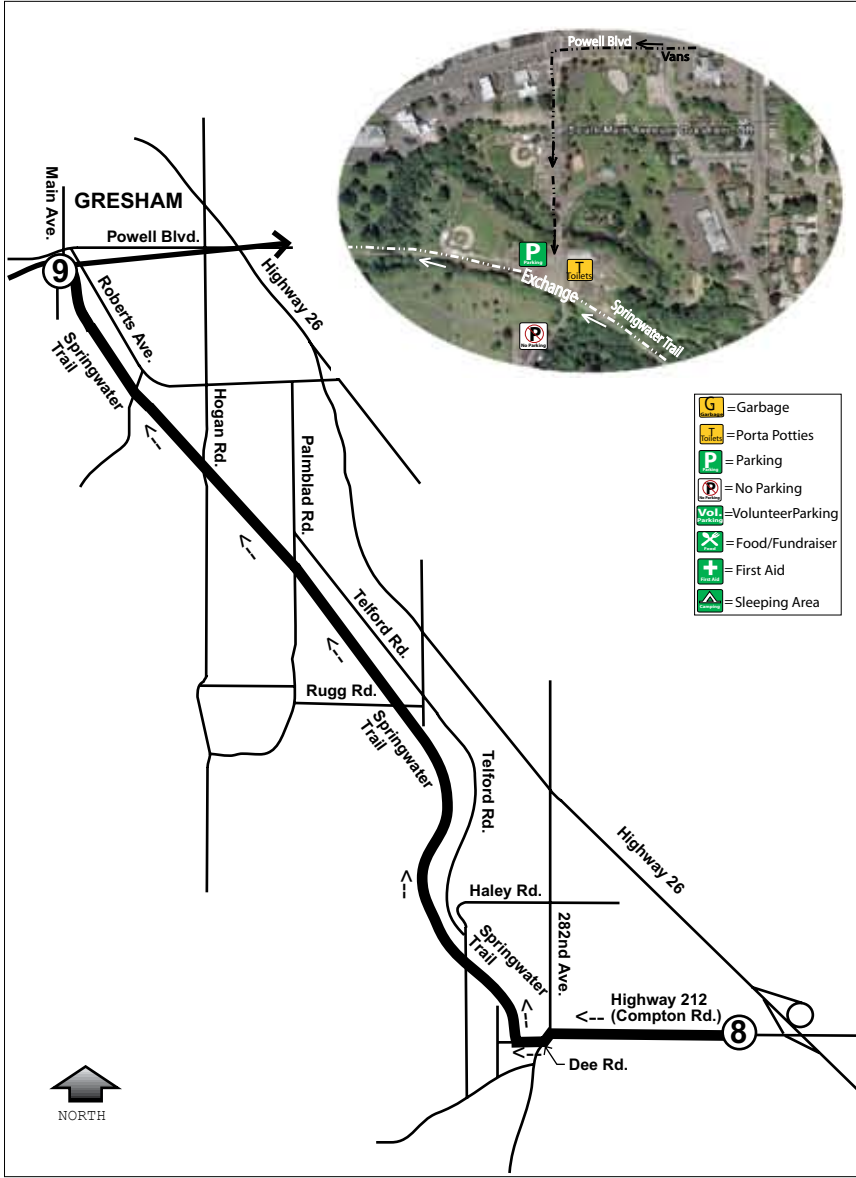 Powell Blvd
Vans
P
Parking
T
Toilets
Exchange
Springwater Trail
P
No Parking
Main Ave.
GRESHAM
Powell Blvd.
9
Highway 26
Roberts Ave.
Springwater
Trail
Hogan Rd.
Palmblad Rd.
G
Garbage
=Garbage
T
Toilets
=Porta Potties
P
Parking
=Parking
P
No Parking
=No Parking
Vol.
Parking
=VolunteerParking
Food
=Food/Fundraiser
First Aid
=First Aid
Camping
=Sleeping Area
Telford Rd.
Rugg Rd.
Springwater
Trail
Telford Rd.
Highway 26
Haley Rd.
282nd Ave.
Springwater
Trail
Highway 212
(Compton Rd.)
8
Dee Rd.
NORTH